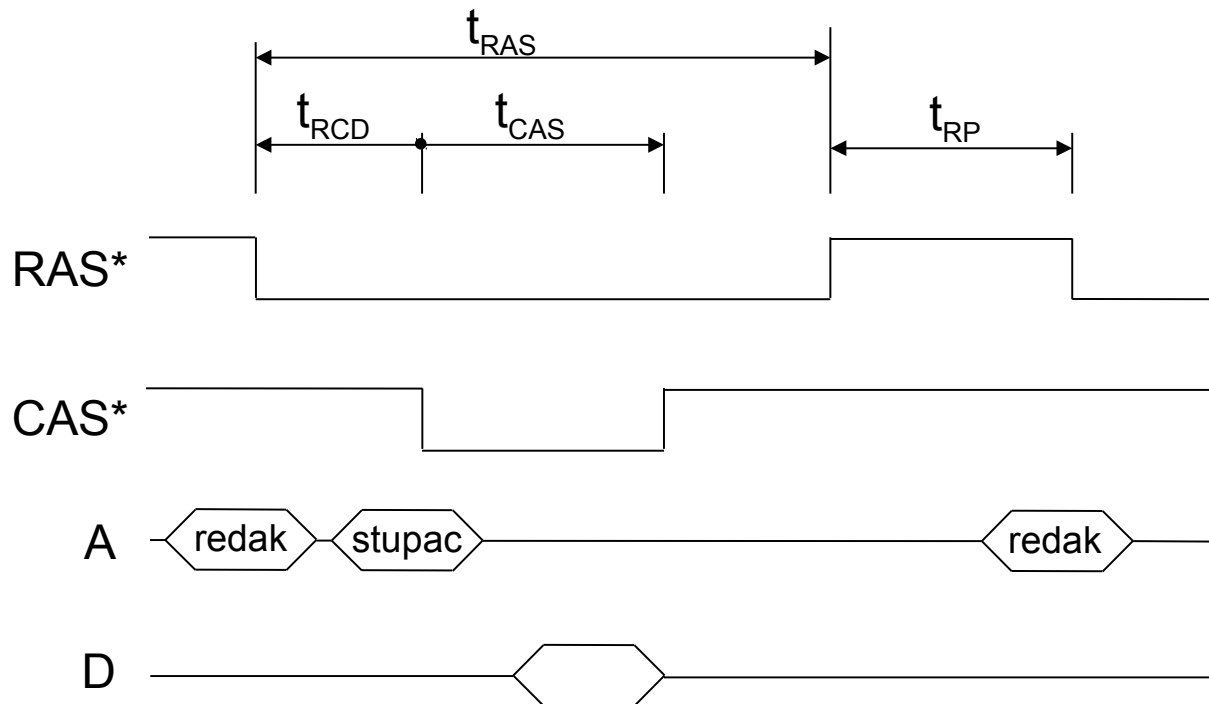 tRAS
tRCD
tCAS
tRP
RAS*
CAS*
A redak stupac redak
D